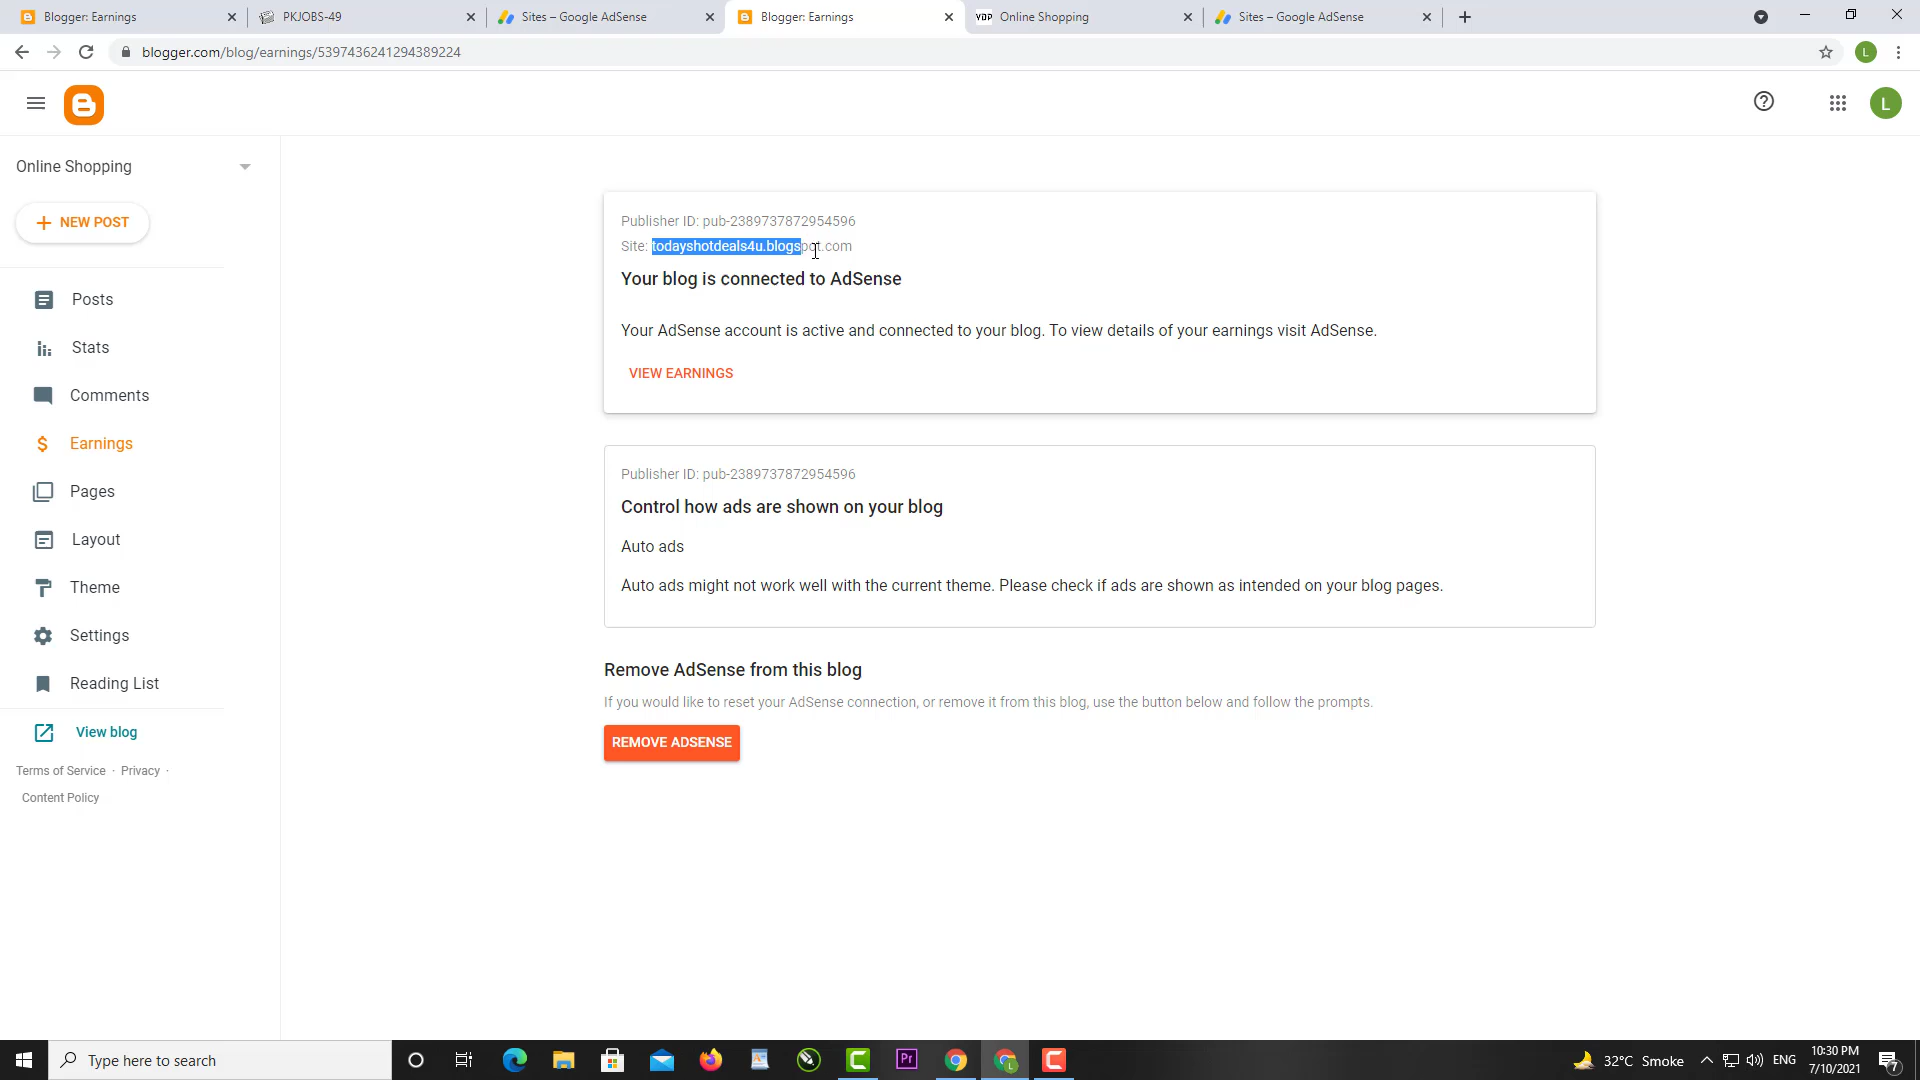 Blogger: Earnings
PKJOBS-49
Sites – Google AdSense
Blogger: Earnings
VDP Online Shopping
Sites – Google AdSense
blogger.com/blog/earnings/5397436241294389224
L
L
Online Shopping
NEW POST
Posts
Stats
Comments
Earnings
Pages
Layout
Theme
Settings
Reading List
View blog
Terms of Service · Privacy ·
Content Policy
Publisher ID: pub-2389737872954596
Site: todayshotdeals4u.blogspot.com
Your blog is connected to AdSense
Your AdSense account is active and connected to your blog. To view details of your earnings visit AdSense.
VIEW EARNINGS
Publisher ID: pub-2389737872954596
Control how ads are shown on your blog
Auto ads
Auto ads might not work well with the current theme. Please check if ads are shown as intended on your blog pages.
Remove AdSense from this blog
If you would like to reset your AdSense connection, or remove it from this blog, use the button below and follow the prompts.
REMOVE ADSENSE
Type here to search
Pr
L
32°C Smoke
ENG
10:30 PM
7/10/2021
7